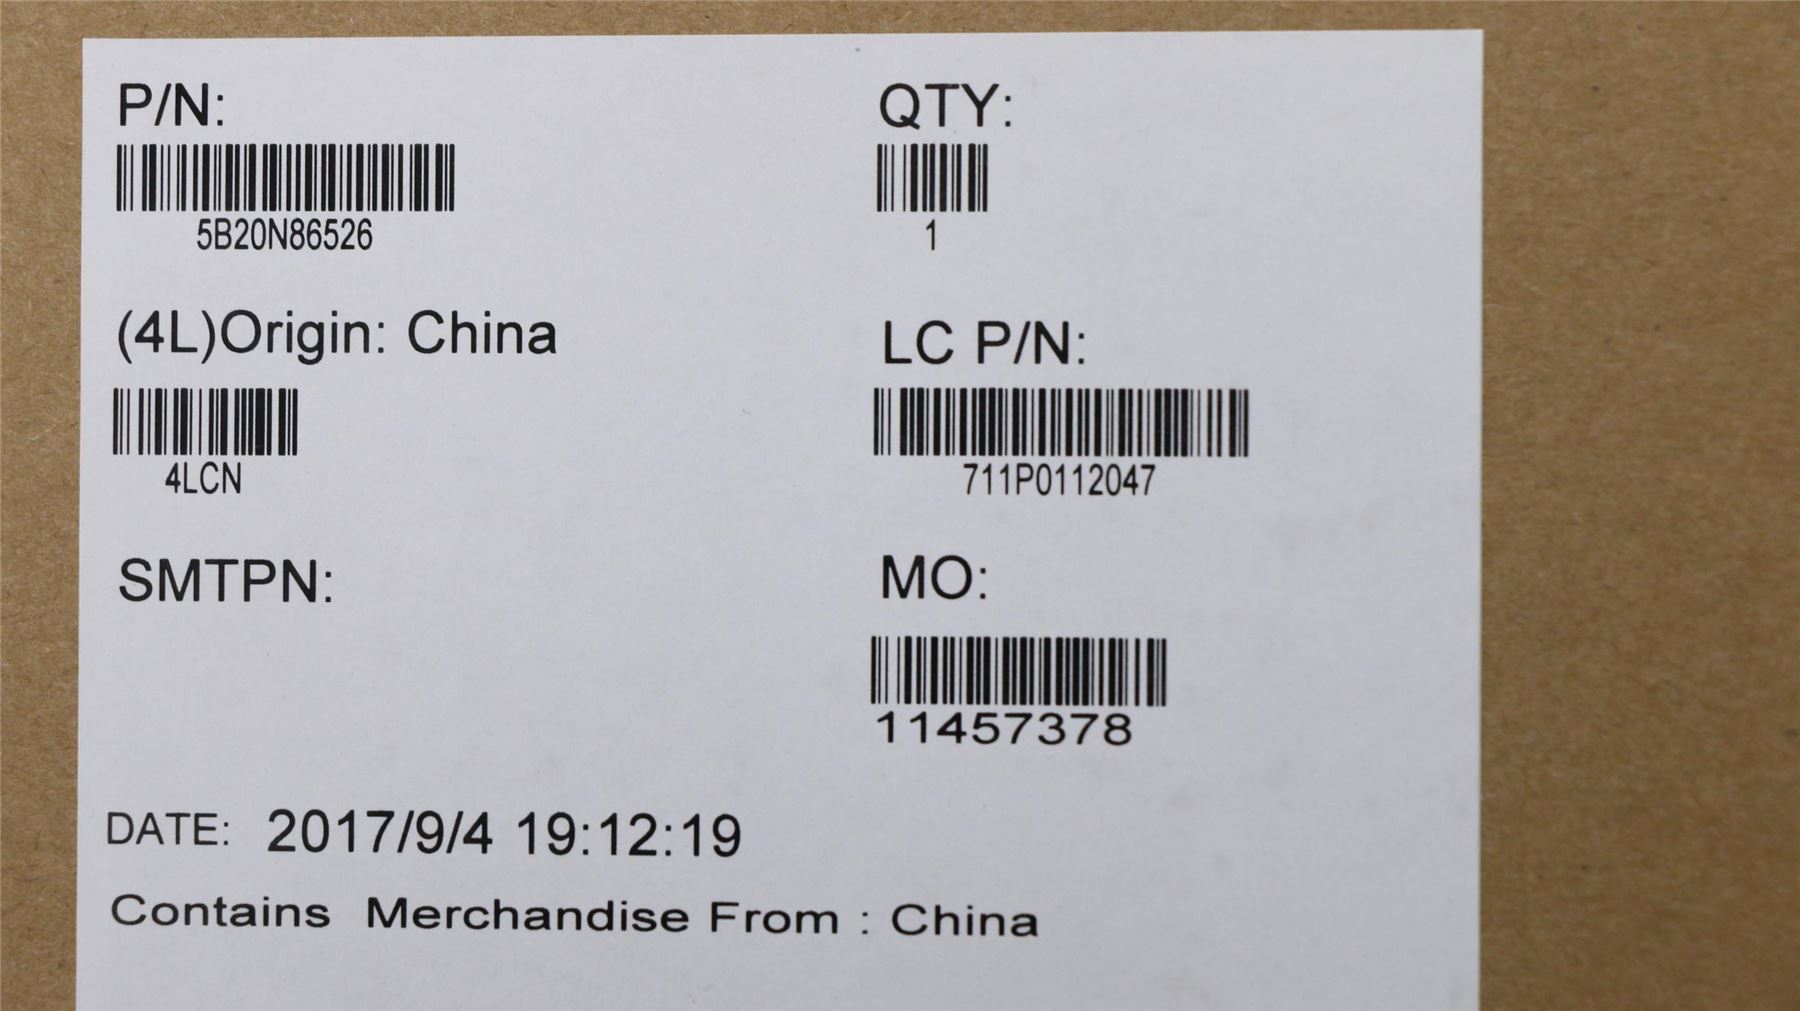 P/N:
5B20N86526
QTY:
1
(4L)Origin: China
4LCN
LC P/N:
711P0112047
SMTPN:
MO:
11457378
DATE: 2017/9/4 19:12:19
Contains Merchandise From : China